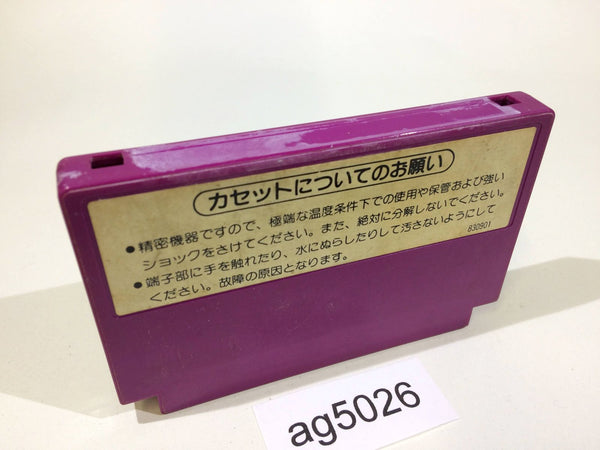 カセットについてのお願い
●精密機器ですので、極端な温度条件下での使用や保管および強い
ショックをさけてください。また、絶対に分解しないでください。
●端子部に手を触れたり、水にぬらしたりして汚さないようにして
ください。故障の原因となります。
830901
ag5026